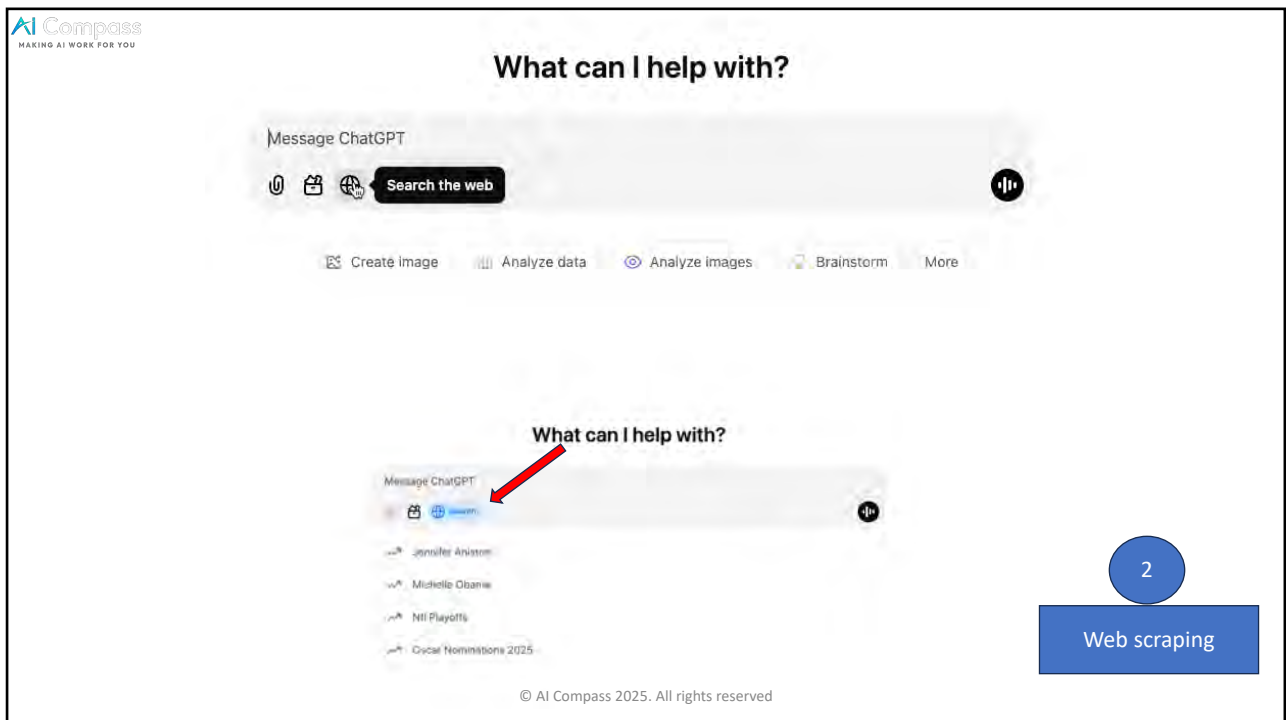 AI Compass
MAKING AI WORK FOR YOU
What can I help with?
Message ChatGPT
Search the web
Create image Analyze data Analyze images Brainstorm More
What can I help with?
Message ChatGPT
Search
Jennifer Aniston
Michelle Obama
Nfl Playoffs
Oscar Nominations 2025
2
Web scraping
© AI Compass 2025. All rights reserved